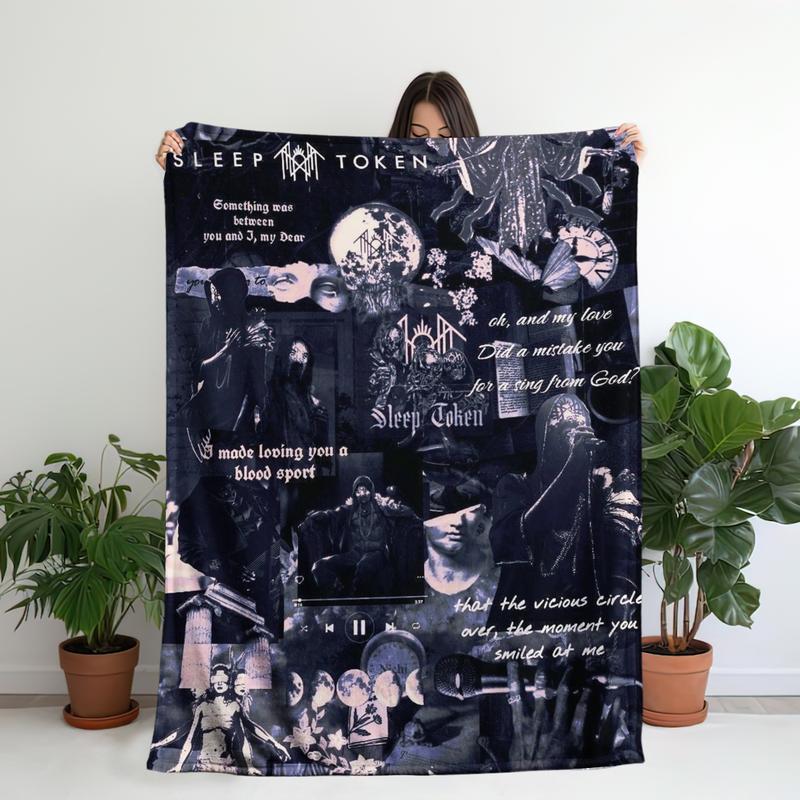 SLEEP TOKEN
Something was
between
you and I, my Dear
oh, and my love
Did a mistake you
for a sing from God?
Sleep Token
I made loving you a
blood sport
that the vicious circle
over, the moment you
smiled at me